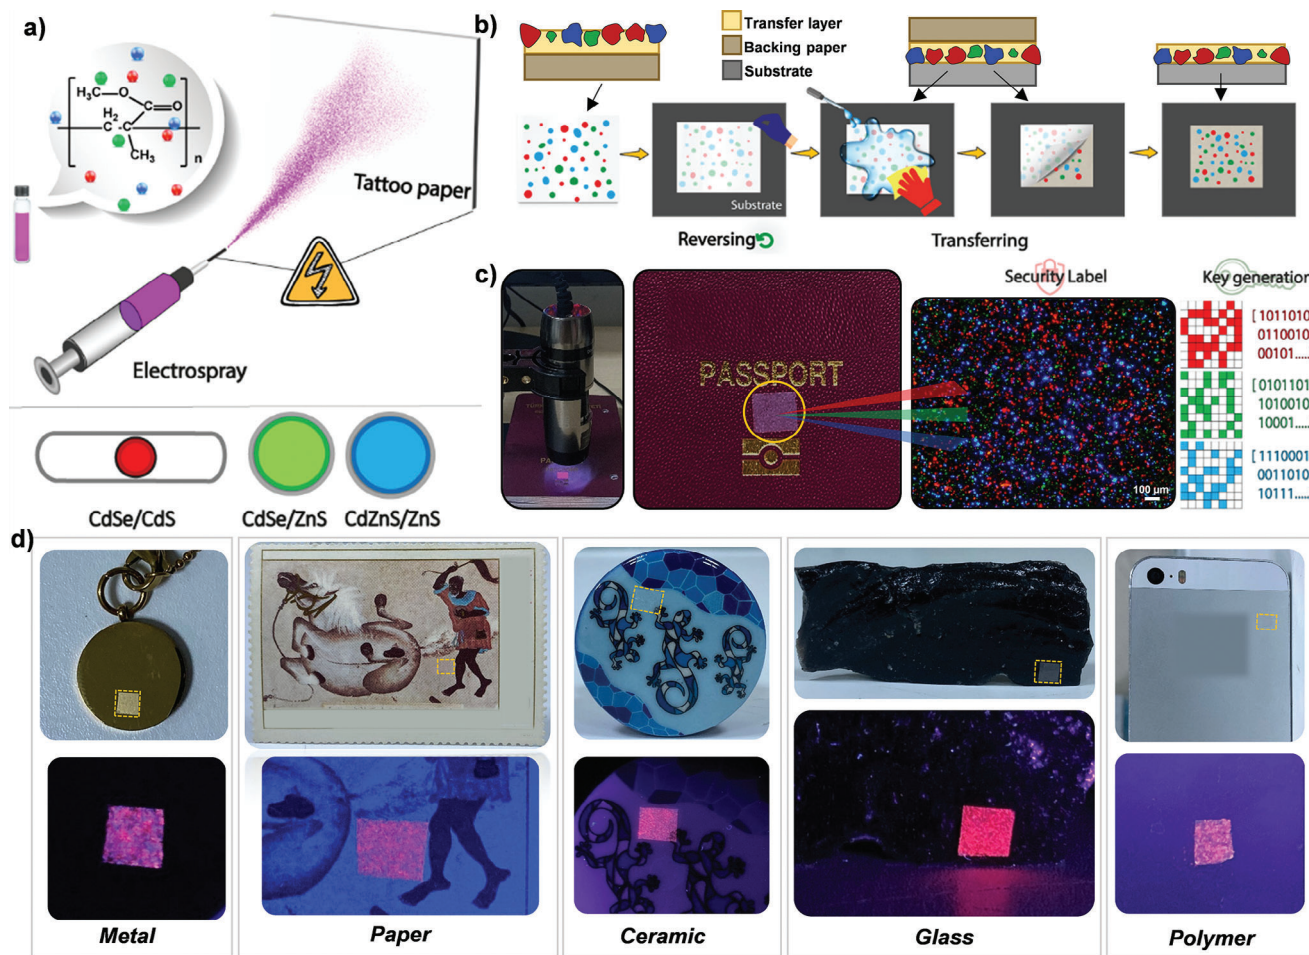 a)
H₃C
O
O
H₂
C
CH₃
n
Tattoo paper
Electrospray
CdSe/CdS
CdSe/ZnS
CdZnS/ZnS
b)
Transfer layer
Backing paper
Substrate
Substrate
Reversing
Transferring
c)
PASSPORT
Security Label
100 µm
Key generation
[1011010
0110010
00101.....
[0101101
1010010
10001.....
[1110001
0011010
10111.....
d)
Metal
Paper
Ceramic
Glass
Polymer